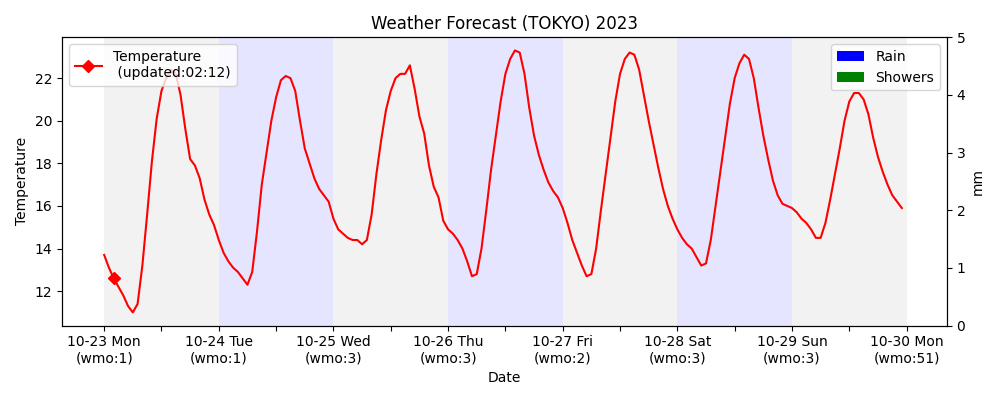 Weather Forecast (TOKYO) 2023
Temperature
(updated:02:12)
Rain
Showers
Temperature
22
20
18
16
14
12
5
4
3
2
1
0
mm
10-23 Mon 10-24 Tue 10-25 Wed 10-26 Thu 10-27 Fri 10-28 Sat 10-29 Sun 10-30 Mon
(wmo:1) (wmo:1) (wmo:3) (wmo:3) (wmo:2) (wmo:3) (wmo:3) (wmo:51)
Date